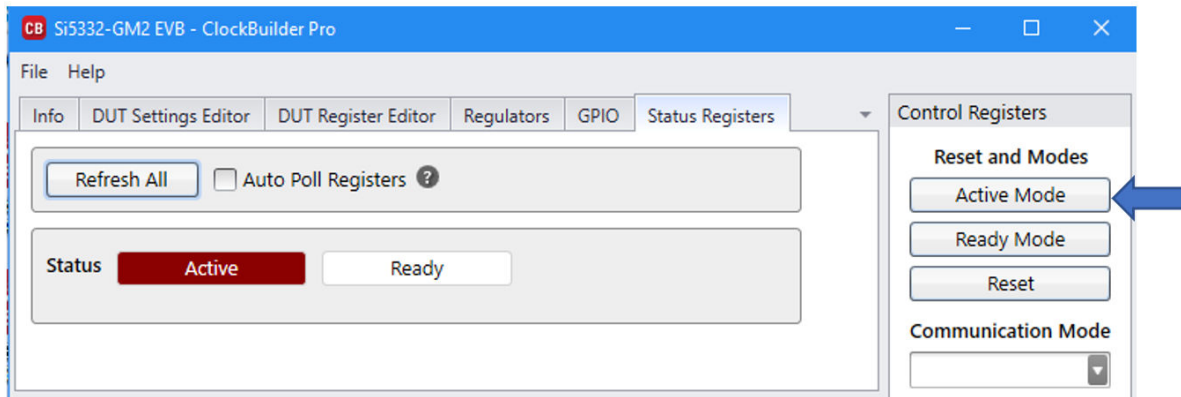 CB Si5332-GM2 EVB - ClockBuilder Pro
File Help
Info DUT Settings Editor DUT Register Editor Regulators GPIO Status Registers
Refresh All Auto Poll Registers ?
Status Active Ready
Control Registers
Reset and Modes
Active Mode
Ready Mode
Reset
Communication Mode